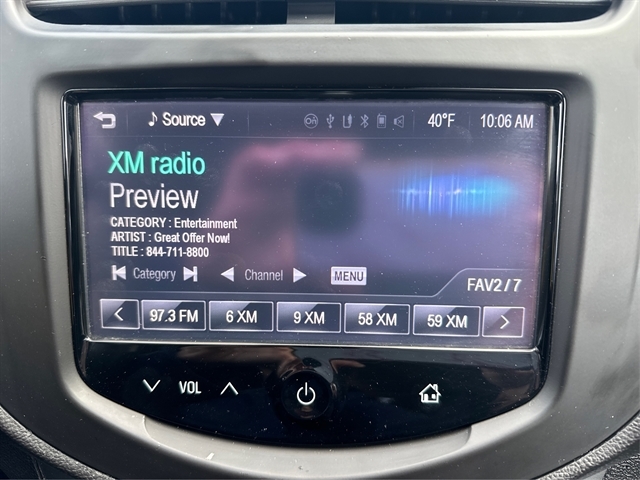 Source
40°F
10:06 AM
XM radio
Preview
CATEGORY : Entertainment
ARTIST : Great Offer Now!
TITLE : 844-711-8800
Category
Channel
MENU
FAV2/7
97.3 FM
6 XM
9 XM
58 XM
59 XM
VOL